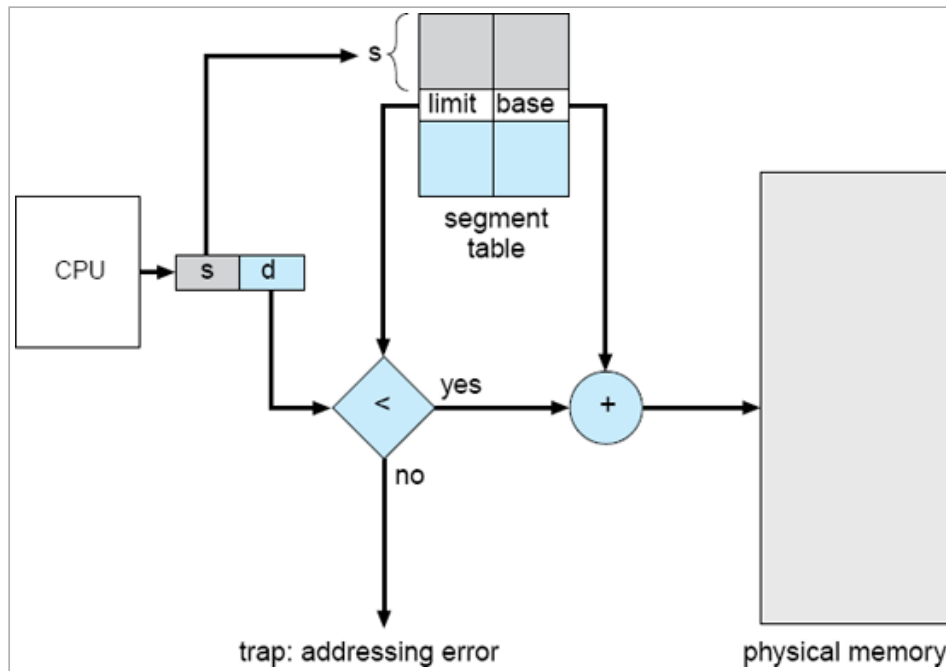 s
limit base
segment
table
CPU
s d
<
yes
+
no
trap: addressing error
physical memory